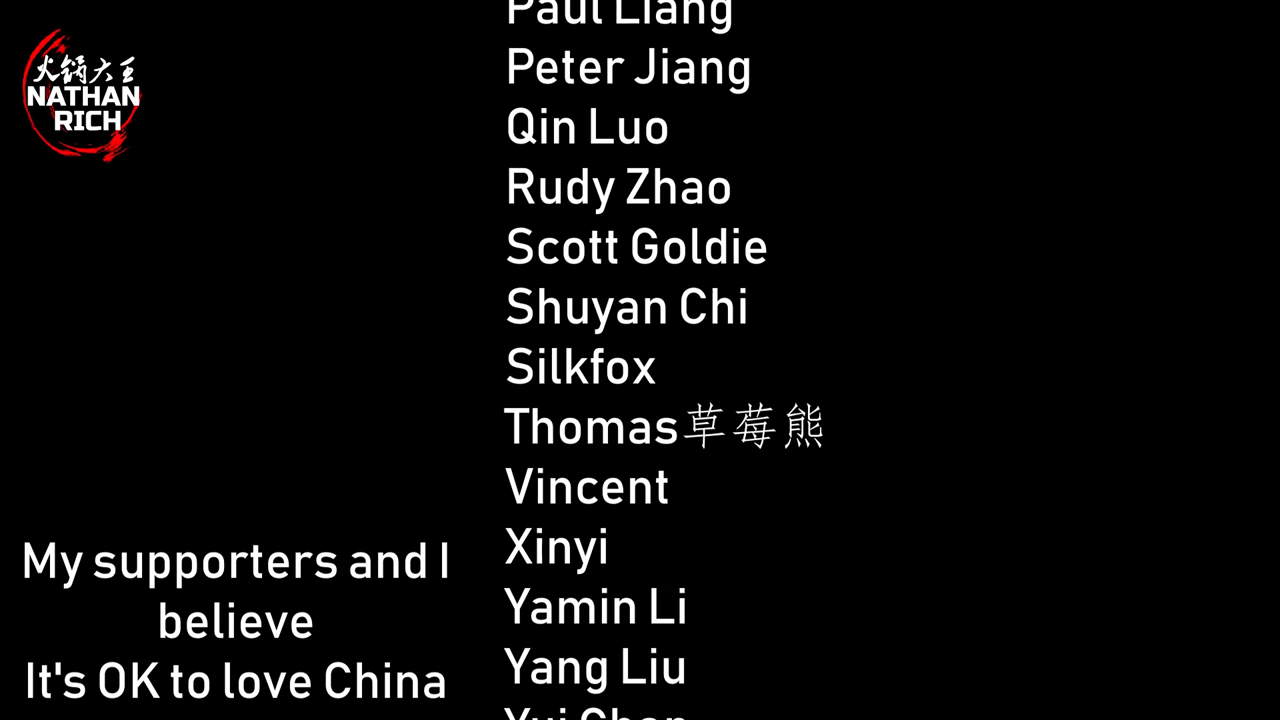 火锅大王
NATHAN
RICH
My supporters and I
believe
It's OK to love China
Paul Liang
Peter Jiang
Qin Luo
Rudy Zhao
Scott Goldie
Shuyan Chi
Silkfox
Thomas草莓熊
Vincent
Xinyi
Yamin Li
Yang Liu